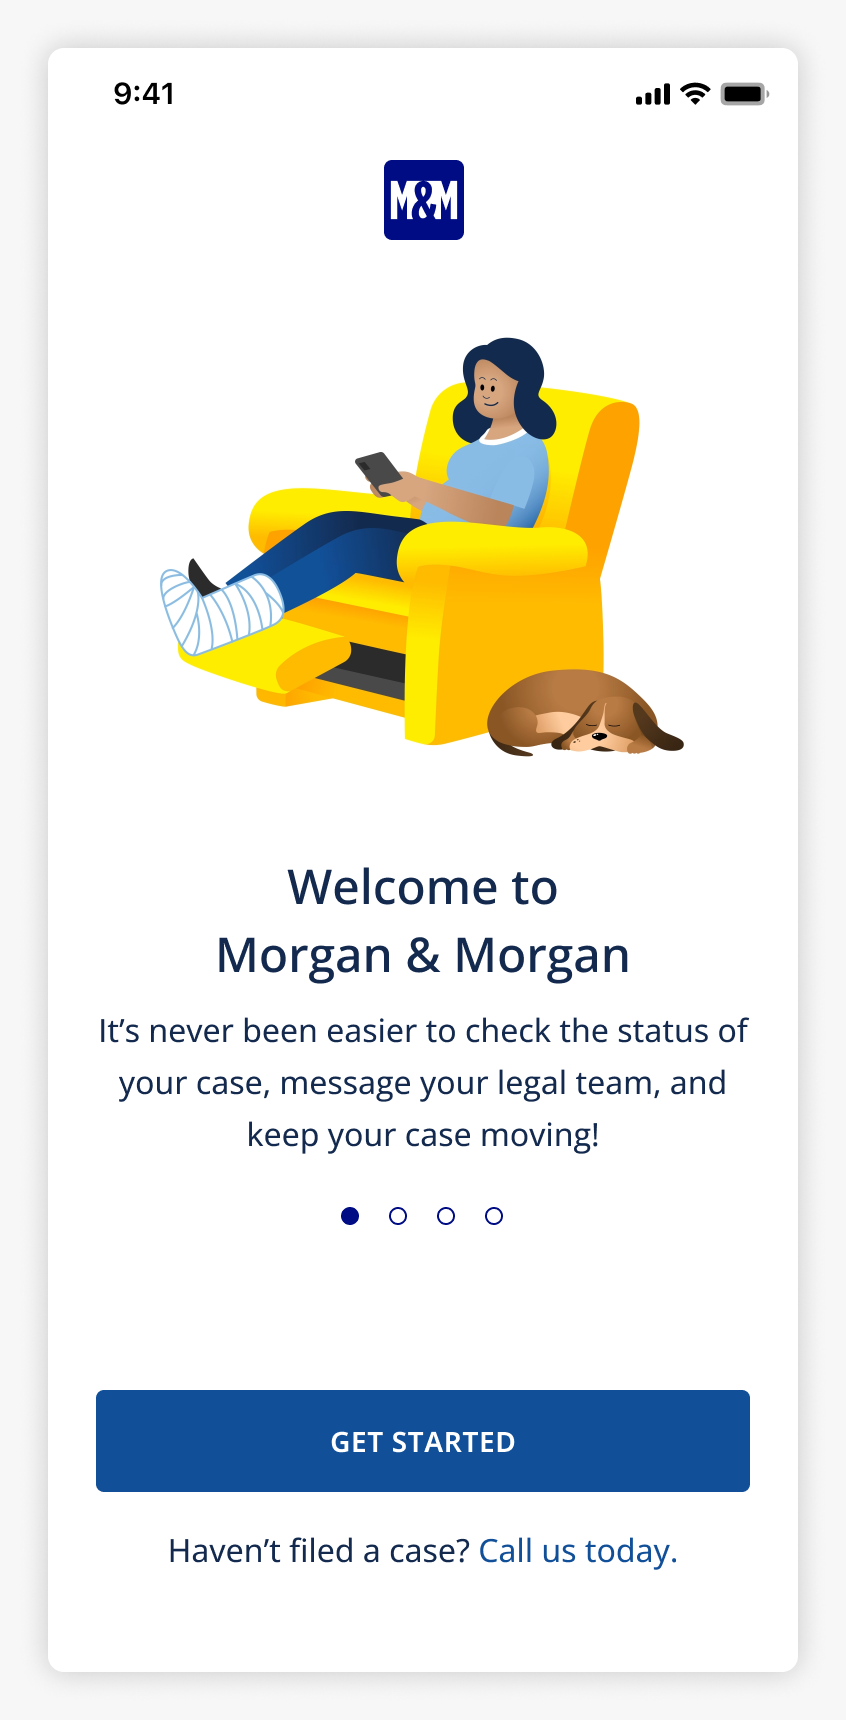 9:41
M&M
Welcome to
Morgan & Morgan
It’s never been easier to check the status of
your case, message your legal team, and
keep your case moving!
GET STARTED
Haven’t filed a case? Call us today.